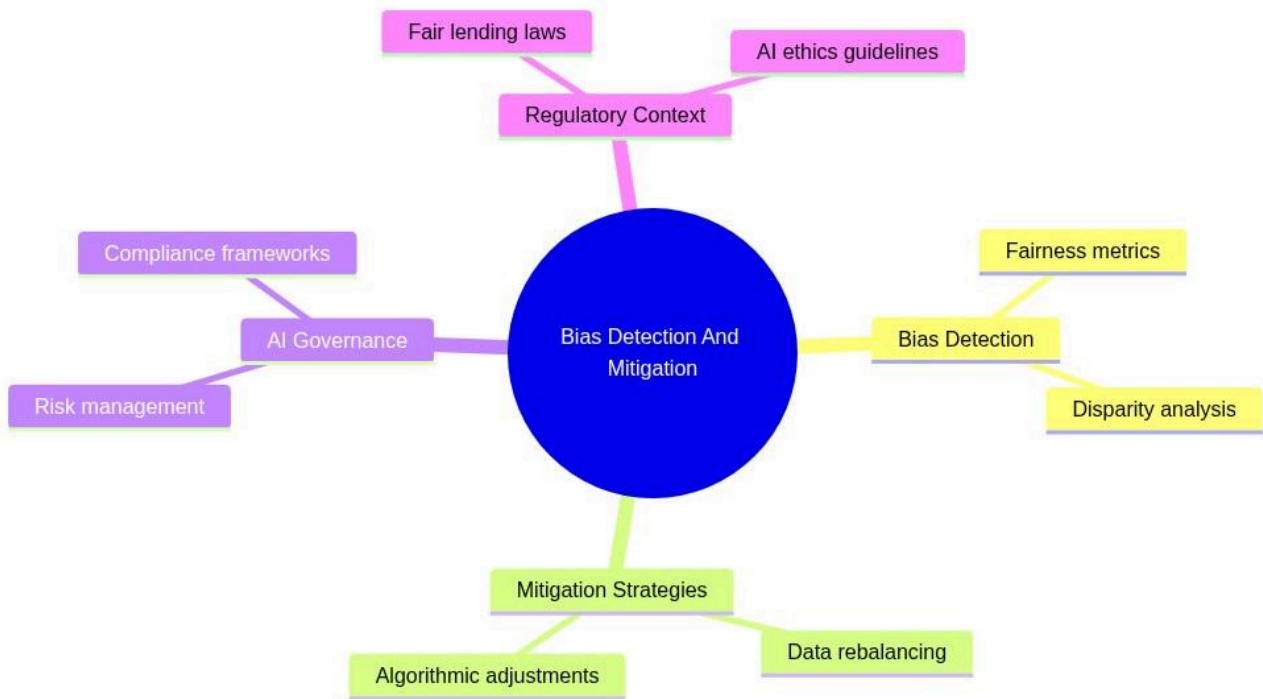 Fair lending laws
AI ethics guidelines
Regulatory Context
Compliance frameworks
Fairness metrics
AI Governance
Bias Detection And
Mitigation
Bias Detection
Risk management
Disparity analysis
Mitigation Strategies
Algorithmic adjustments
Data rebalancing